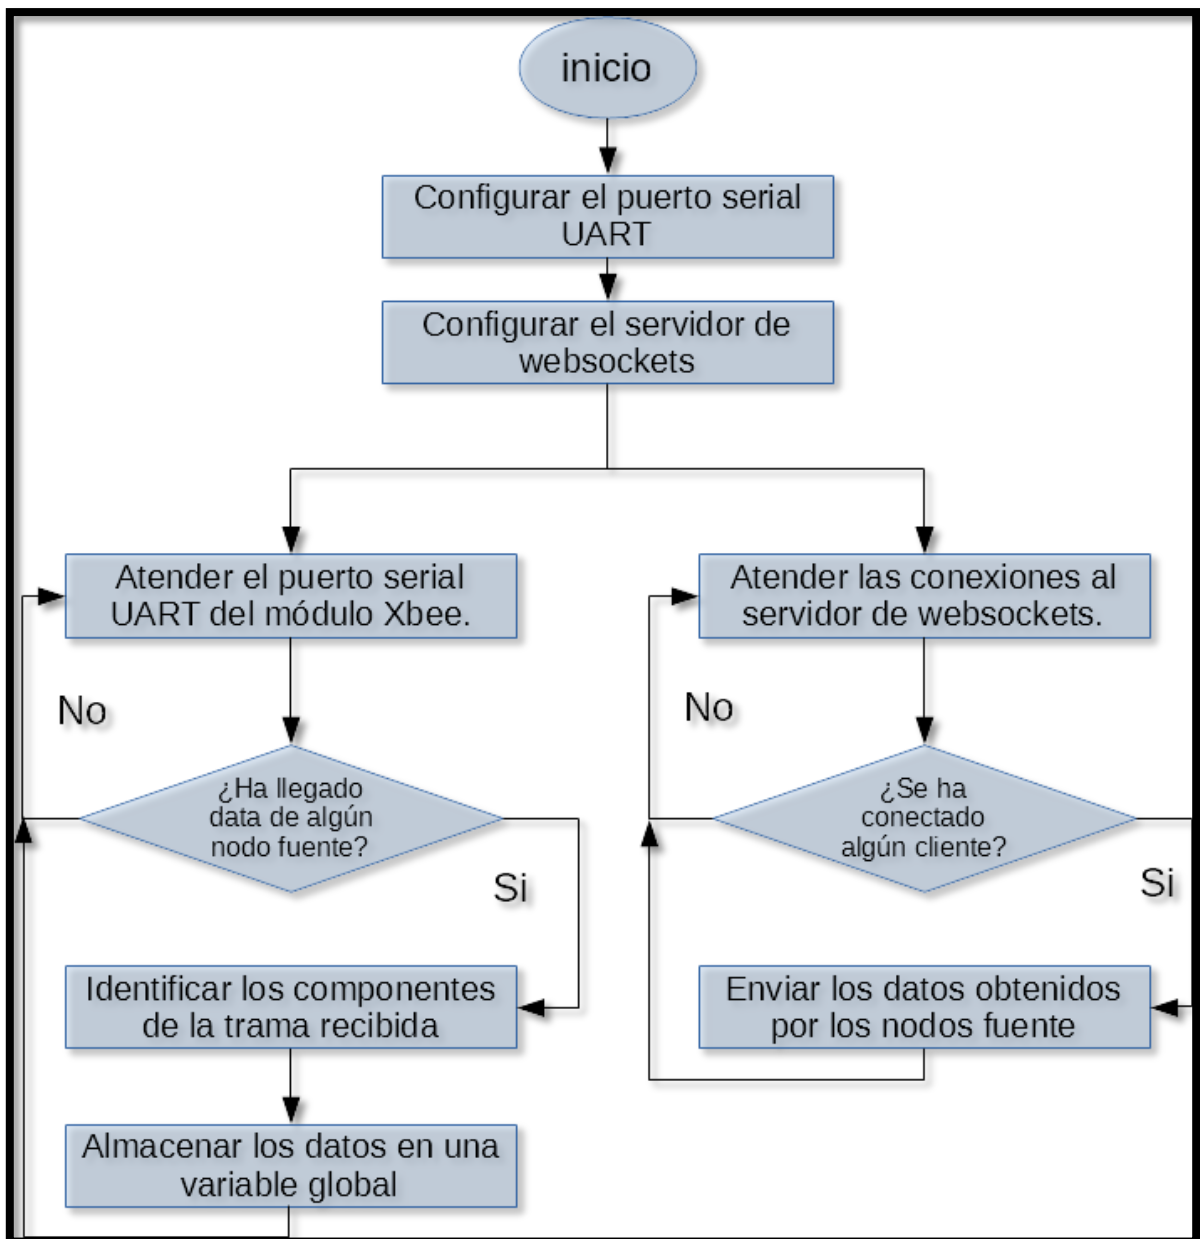 inicio
Configurar el puerto serial
UART
Configurar el servidor de
websockets
Atender el puerto serial
UART del módulo Xbee.
Atender las conexiones al
servidor de websockets.
No
No
¿Ha llegado
data de algún
nodo fuente?
¿Se ha
conectado
algún cliente?
Si
Si
Identificar los componentes
de la trama recibida
Enviar los datos obtenidos
por los nodos fuente
Almacenar los datos en una
variable global